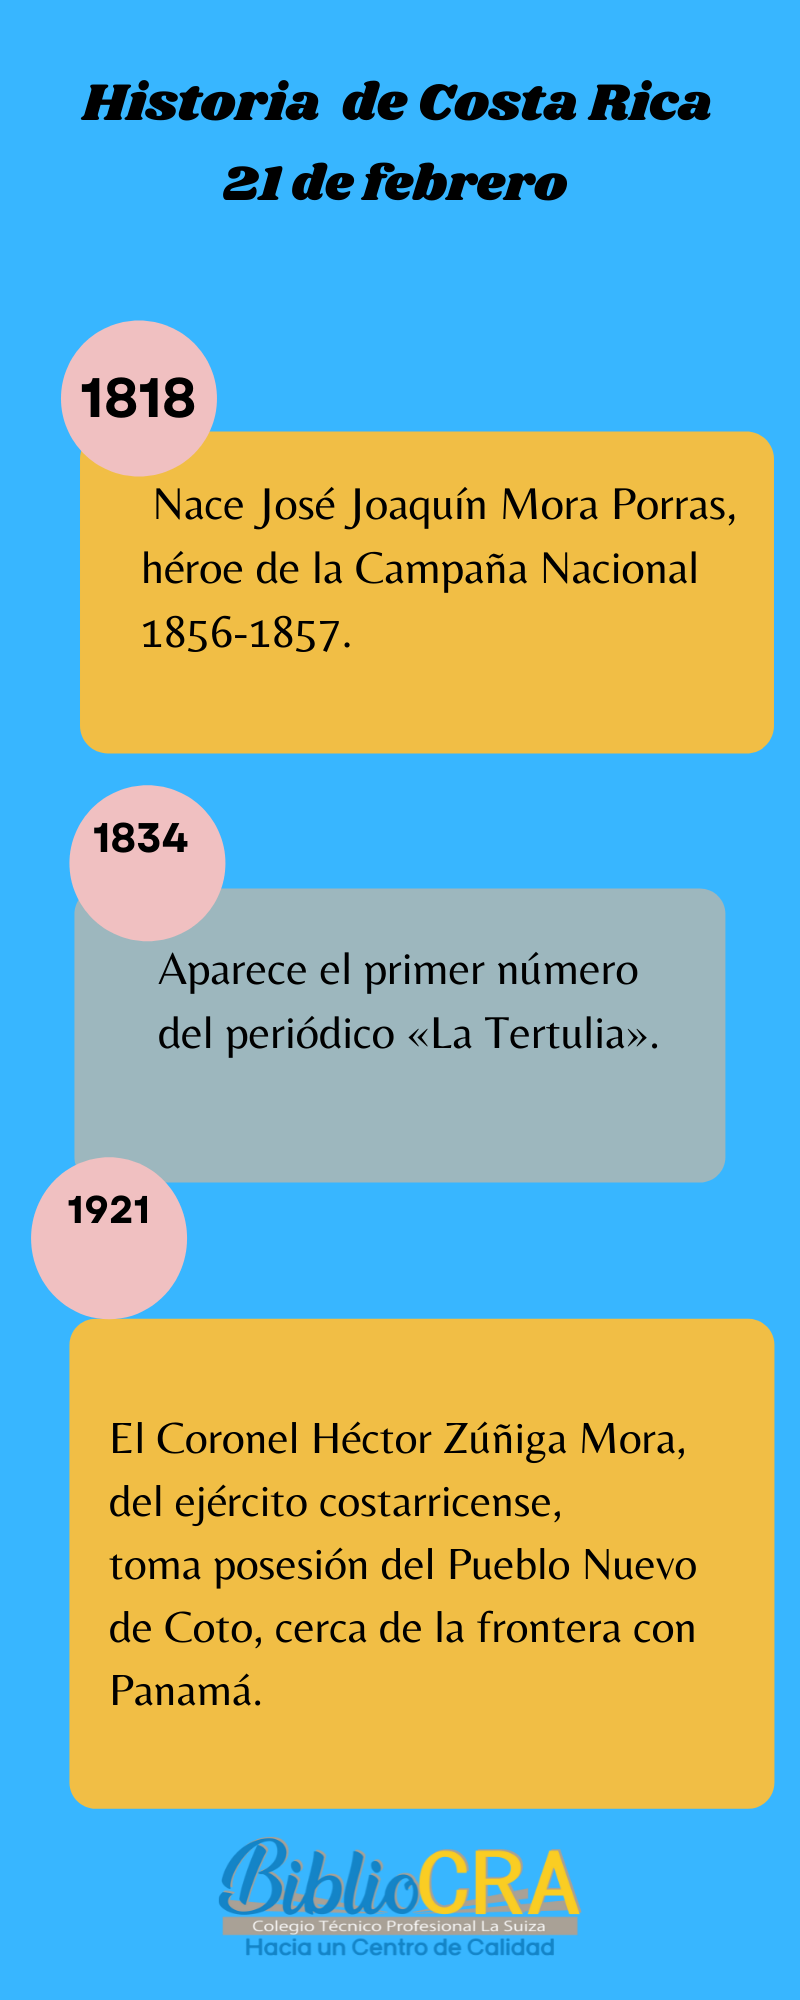 Historia de Costa Rica
21 de febrero
1818
Nace José Joaquín Mora Porras,
héroe de la Campaña Nacional
1856-1857.
1834
Aparece el primer número
del periódico «La Tertulia».
1921
El Coronel Héctor Zúñiga Mora,
del ejército costarricense,
toma posesión del Pueblo Nuevo
de Coto, cerca de la frontera con
Panamá.
BiblioCRA
Colegio Técnico Profesional La Suiza
Hacia un Centro de Calidad